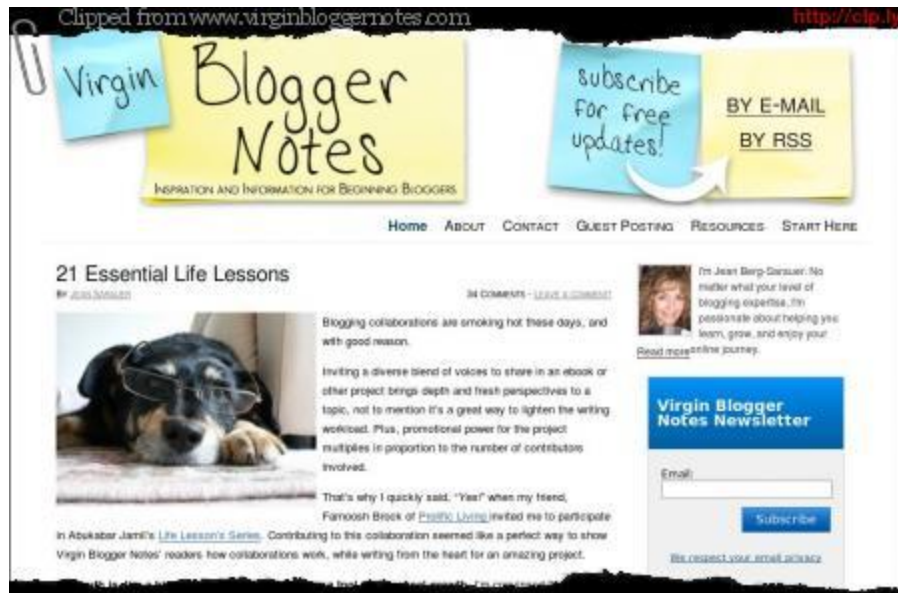 Clipped from www.virginbloggernotes.com
http://clp.ly
Virgin
Blogger
Notes
Inspiration and Information for Beginning Bloggers
subscribe
for free
updates!
BY E-MAIL
BY RSS
Home About Contact Guest Posting Resources Start Here
21 Essential Life Lessons
By Jean Sarauer
34 Comments - Leave a comment
Blogging collaborations are smoking hot these days, and
with good reason.
Inviting a diverse blend of voices to share in an ebook or
other project brings depth and fresh perspectives to a
topic, not to mention it's a great way to lighten the writing
workload. Plus, promotional power for the project
multiplies in proportion to the number of contributors
involved.
That's why I quickly said, "Yes!" when my friend,
Farnoosh Brock of Prolific Living invited me to participate
in Abukabar Jamil's Life Lesson's Series. Contributing to this collaboration seemed like a perfect way to show
Virgin Blogger Notes' readers how collaborations work, while writing from the heart for an amazing project.
I'm Jean Berg-Sarauer. No
matter what your level of
blogging expertise, I'm
passionate about helping you
learn, grow, and enjoy your
online journey.
Read more
Virgin Blogger
Notes Newsletter
Email:
Subscribe
We respect your email privacy